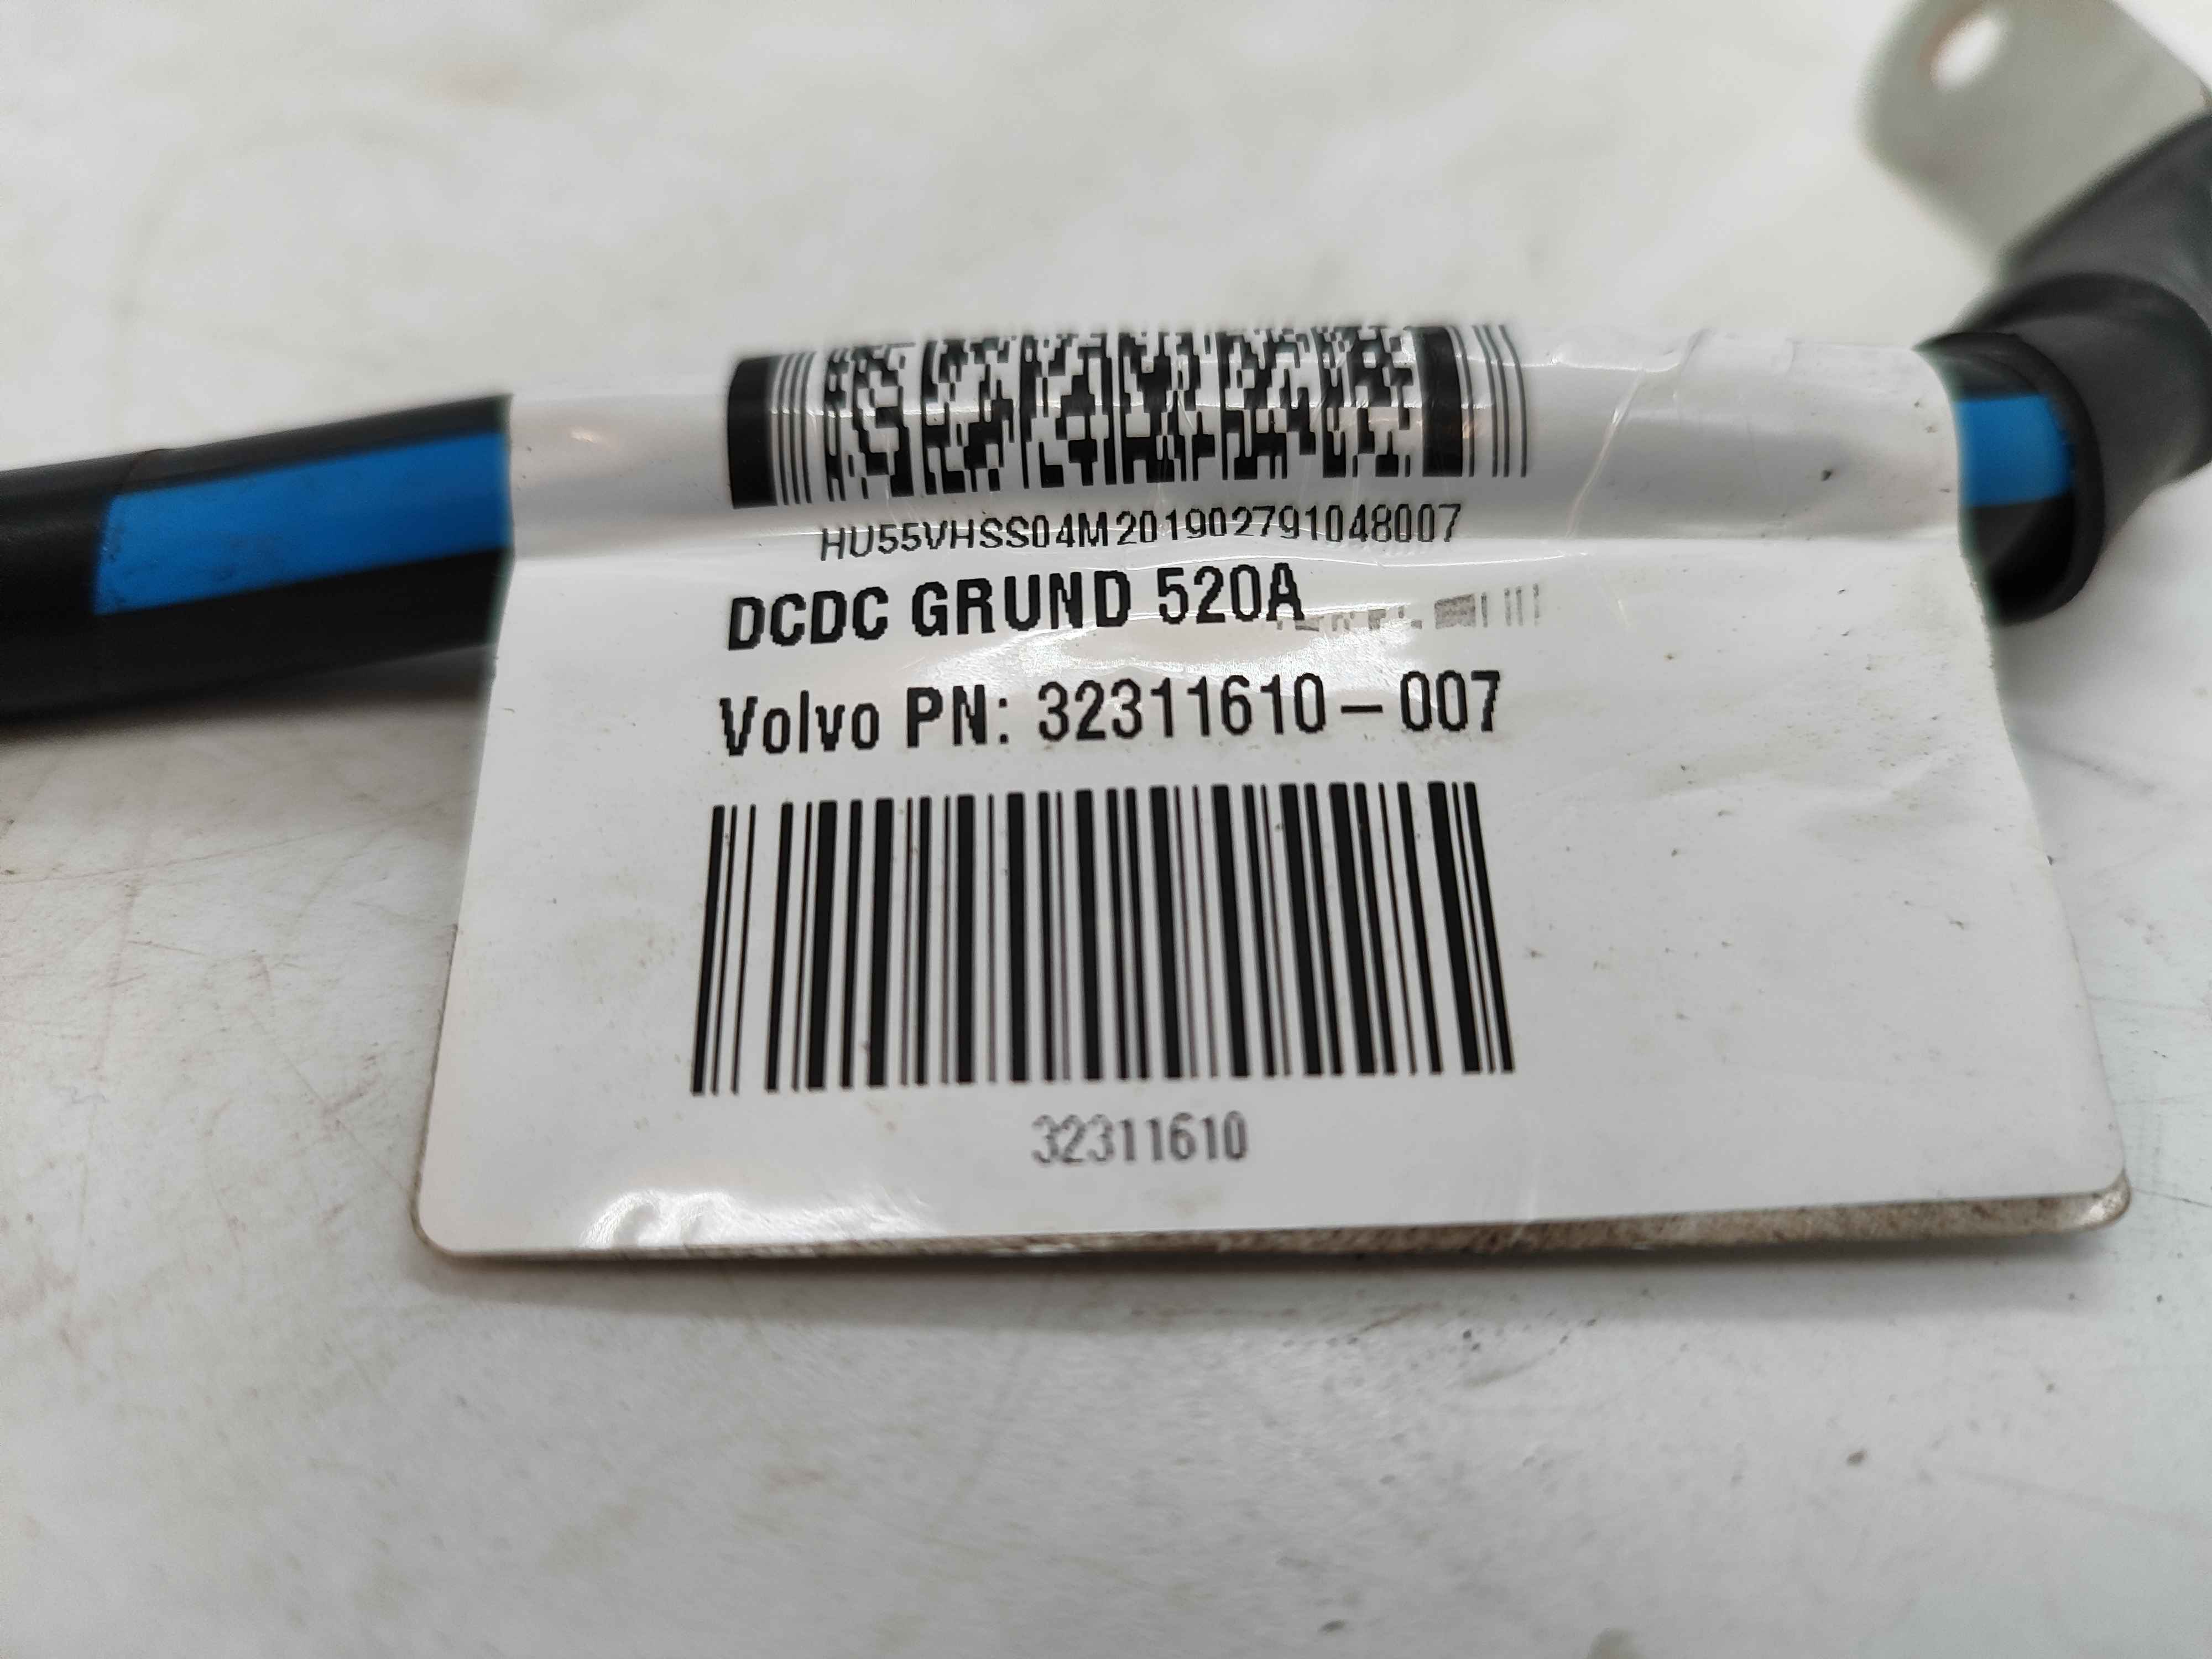 HU55VHSS04M201902791048007
DCDC GRUND 520A
Volvo PN: 32311610-007
32311610